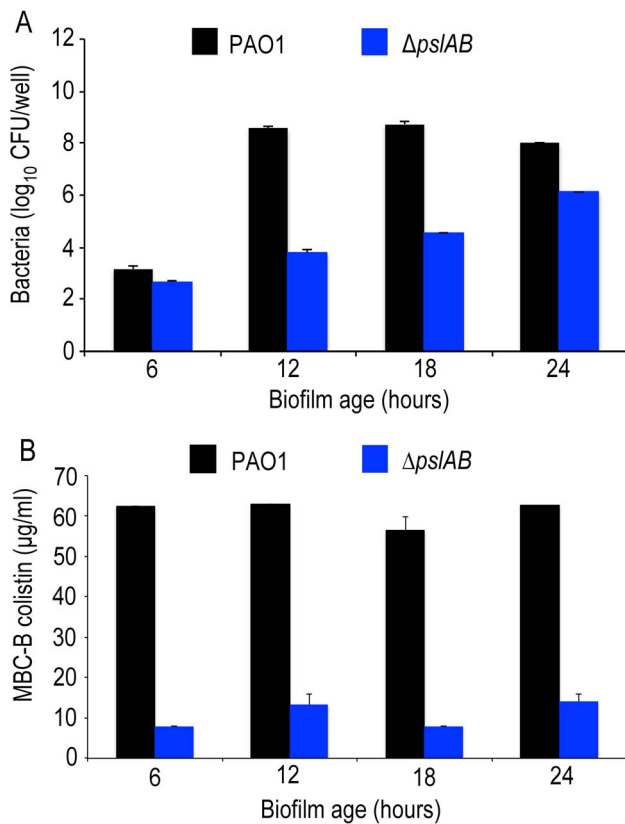 A
PAO1 ΔpslAB
12
10
8
6
4
2
0
Bacteria (log10 CFU/well)
6 12 18 24
Biofilm age (hours)
B
PAO1 ΔpslAB
70
60
50
40
30
20
10
0
MBC-B colistin (µg/ml)
6 12 18 24
Biofilm age (hours)